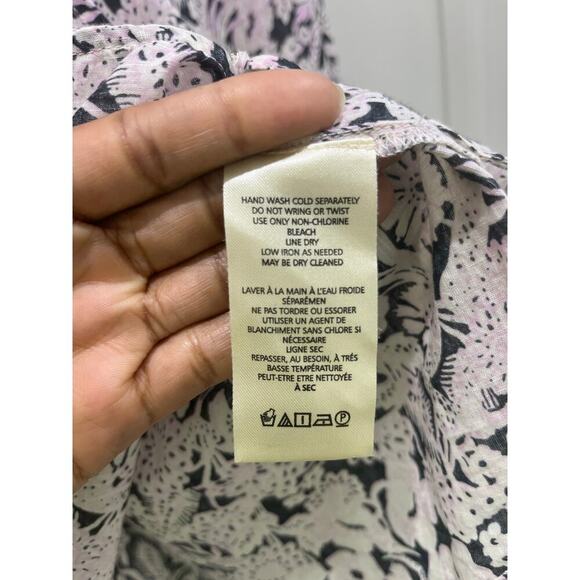 HAND WASH COLD SEPARATELY
DO NOT WRING OR TWIST
USE ONLY NON-CHLORINE
BLEACH
LINE DRY
LOW IRON AS NEEDED
MAY BE DRY CLEANED
LAVER À LA MAIN À L'EAU FROIDE
SÉPARÉMEN
NE PAS TORDRE OU ESSORER
UTILISER UN AGENT DE
BLANCHIMENT SANS CHLORE SI
NÉCESSAIRE
LIGNE SEC
REPASSER, AU BESOIN, À TRÉS
BASSE TEMPÉRATURE
PEUT-ETRE ETRE NETTOYÉE
À SEC
P